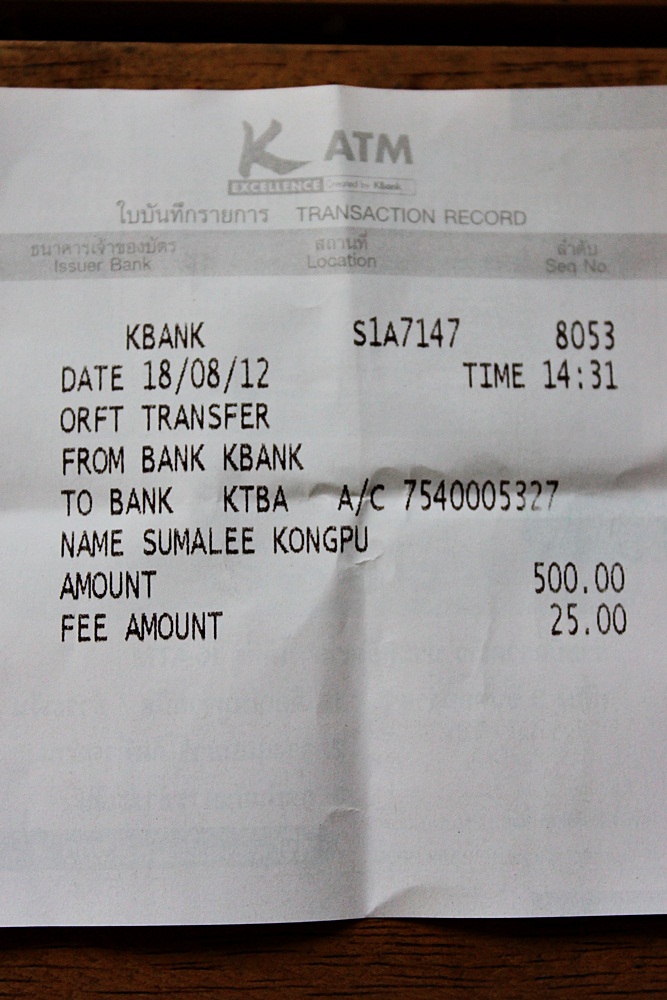 K ATM
EXCELLENCE Created by KBank
ใบบันทึกรายการ TRANSACTION RECORD
ธนาคารเจ้าของบัตร สถานที่ ลำดับ
Issuer Bank Location Seq No.
KBANK S1A7147 8053
DATE 18/08/12 TIME 14:31
ORFT TRANSFER
FROM BANK KBANK
TO BANK KTBA A/C 7540005327
NAME SUMALEE KONGPU
AMOUNT 500.00
FEE AMOUNT 25.00